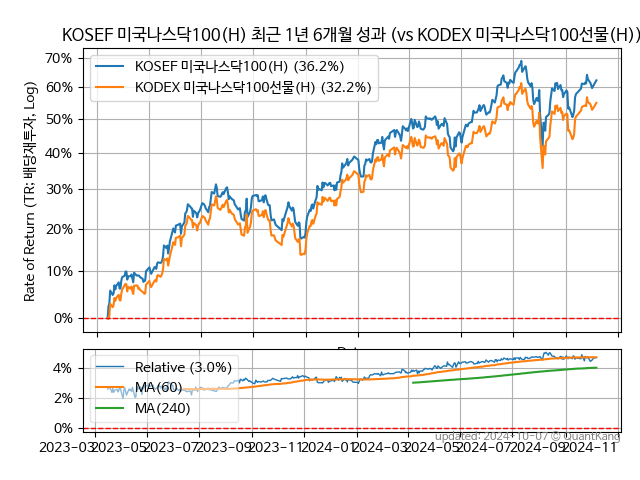 KOSEF 미국나스닥100(H) 최근 1년 6개월 성과 (vs KODEX 미국나스닥100선물(H))
Rate of Return (TR: 배당재투자, Log)
70%
60%
50%
40%
30%
20%
10%
0%
KOSEF 미국나스닥100(H) (36.2%)
KODEX 미국나스닥100선물(H) (32.2%)
4%
2%
0%
Relative (3.0%)
MA(60)
MA(240)
2023-03 2023-05 2023-07 2023-09 2023-11 2024-01 2024-03 2024-05 2024-07 2024-09 2024-11
updated: 2024-10-07 © QuantKang